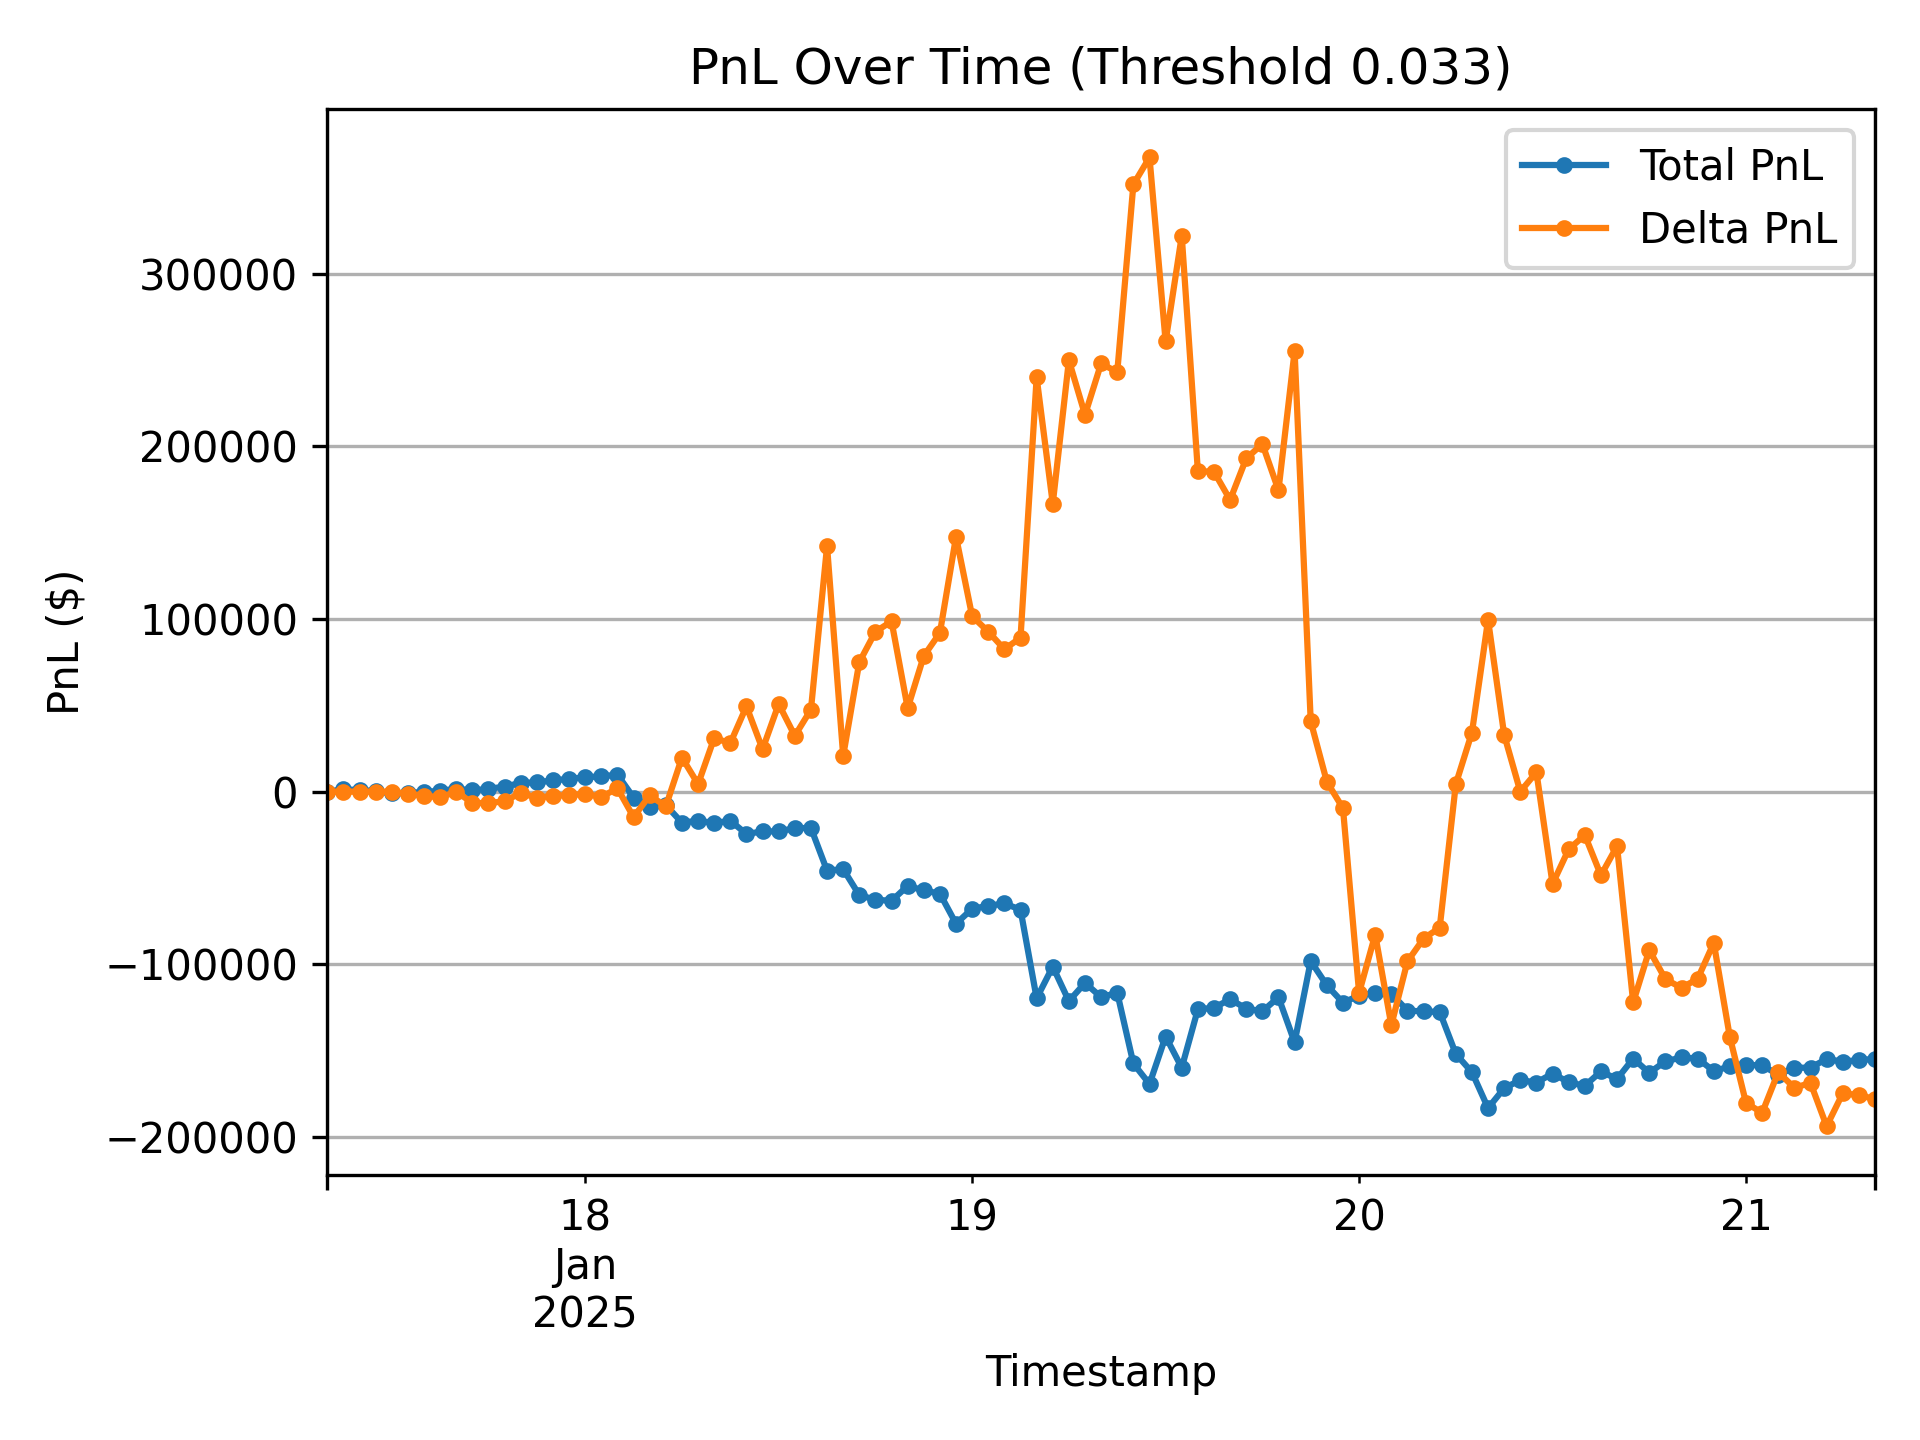 PnL Over Time (Threshold 0.033)
Total PnL
Delta PnL
300000
200000
100000
0
−100000
−200000
PnL ($)
18
19
20
21
Jan
2025
Timestamp